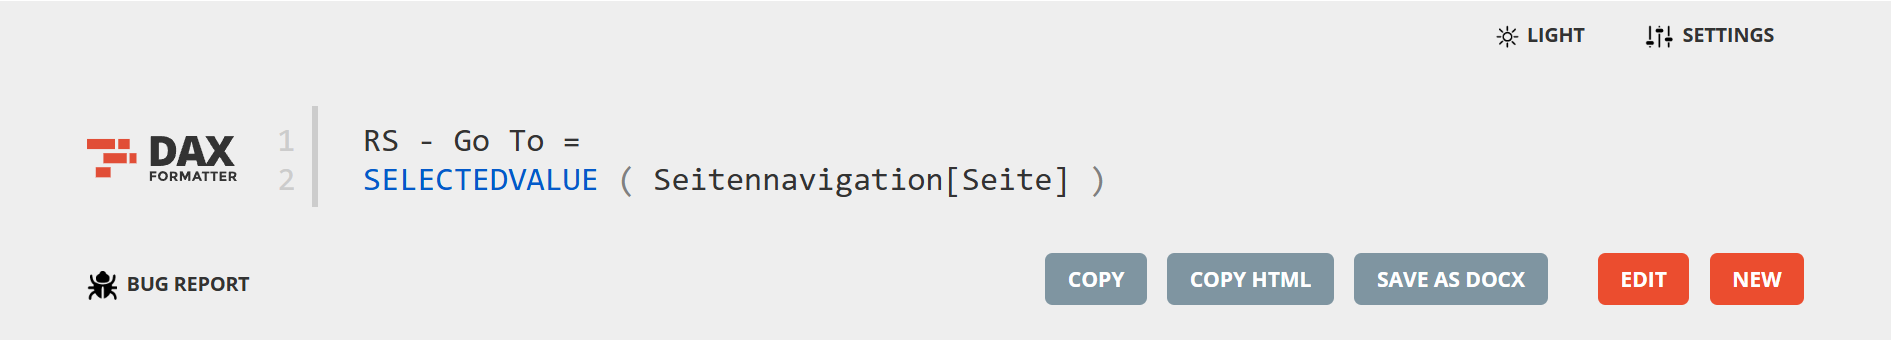 LIGHT SETTINGS
DAX
FORMATTER
1 RS - Go To =
2 SELECTEDVALUE ( Seitennavigation[Seite] )
BUG REPORT COPY COPY HTML SAVE AS DOCX EDIT NEW